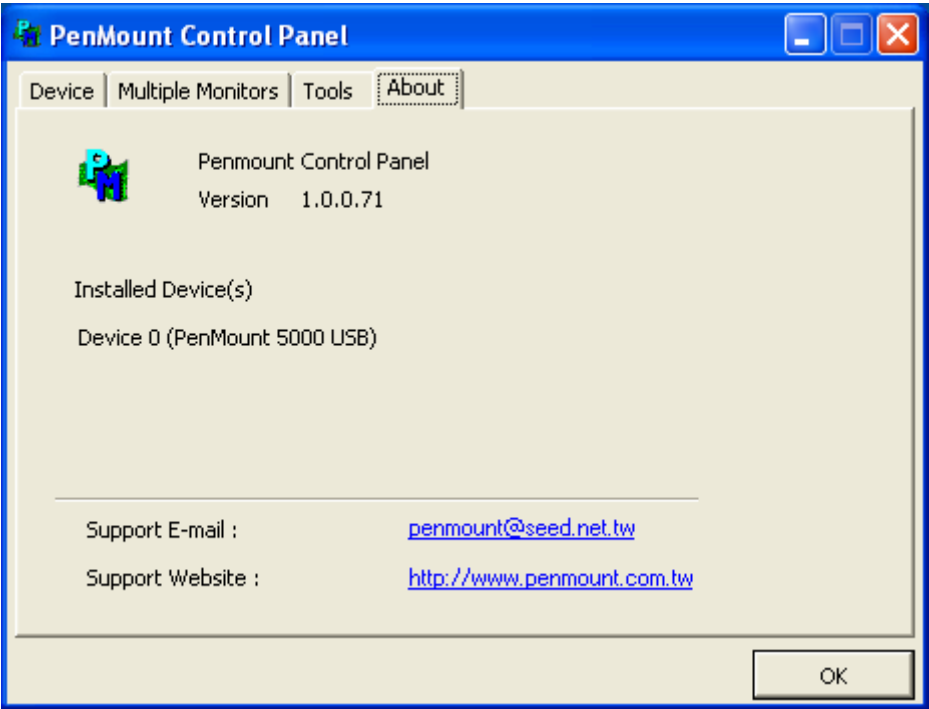 PenMount Control Panel
Device Multiple Monitors Tools About
PM
Penmount Control Panel
Version 1.0.0.71
Installed Device(s)
Device 0 (PenMount 5000 USB)
Support E-mail : penmount@seed.net.tw
Support Website : http://www.penmount.com.tw
OK